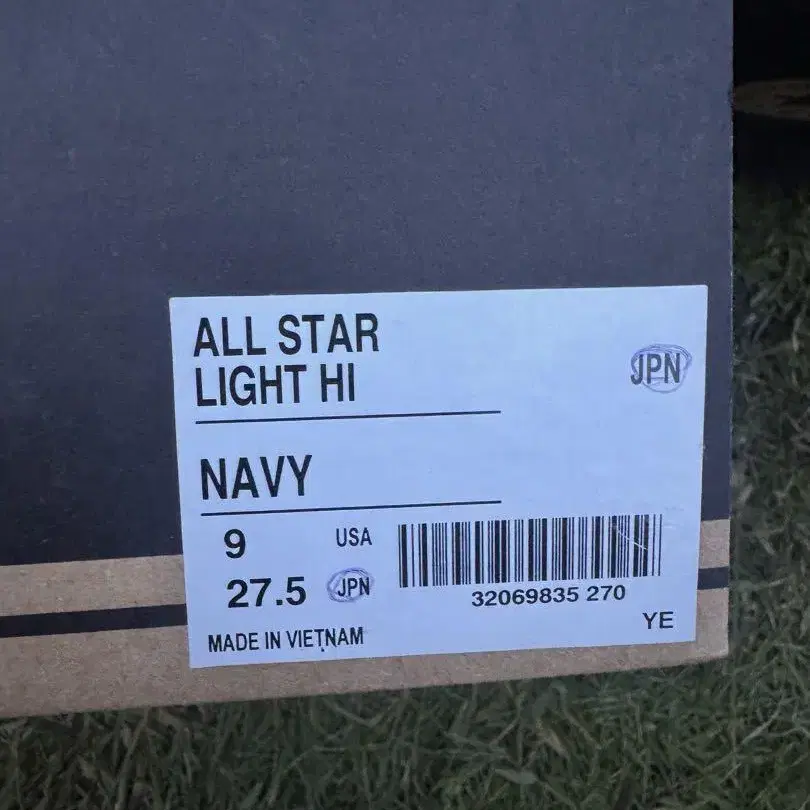 ALL STAR
LIGHT HI
JPN
NAVY
9 USA
27.5 JPN
32069835 270
MADE IN VIETNAM
YE